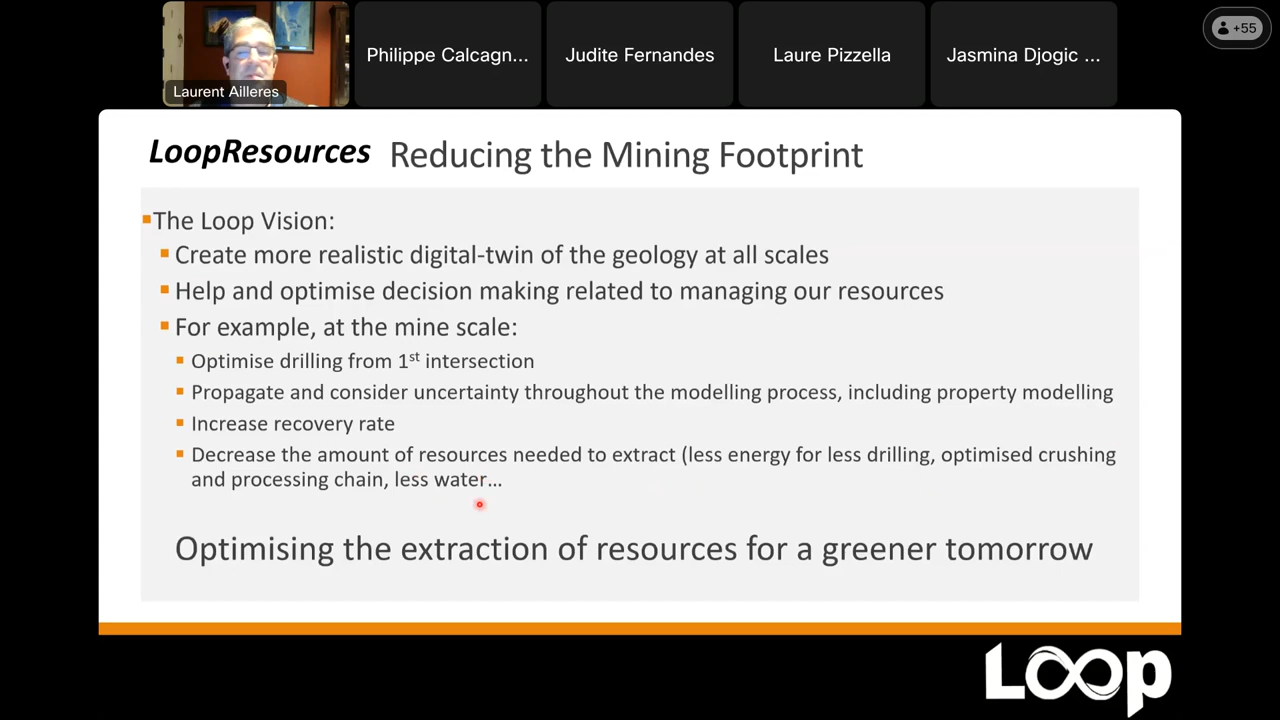 Philippe Calcagn...
Judite Fernandes
Laure Pizzella
Jasmina Djogic ...
+55
Laurent Ailleres
LoopResources Reducing the Mining Footprint
The Loop Vision:
Create more realistic digital-twin of the geology at all scales
Help and optimise decision making related to managing our resources
For example, at the mine scale:
Optimise drilling from 1st intersection
Propagate and consider uncertainty throughout the modelling process, including property modelling
Increase recovery rate
Decrease the amount of resources needed to extract (less energy for less drilling, optimised crushing
and processing chain, less water…
Optimising the extraction of resources for a greener tomorrow
Loop